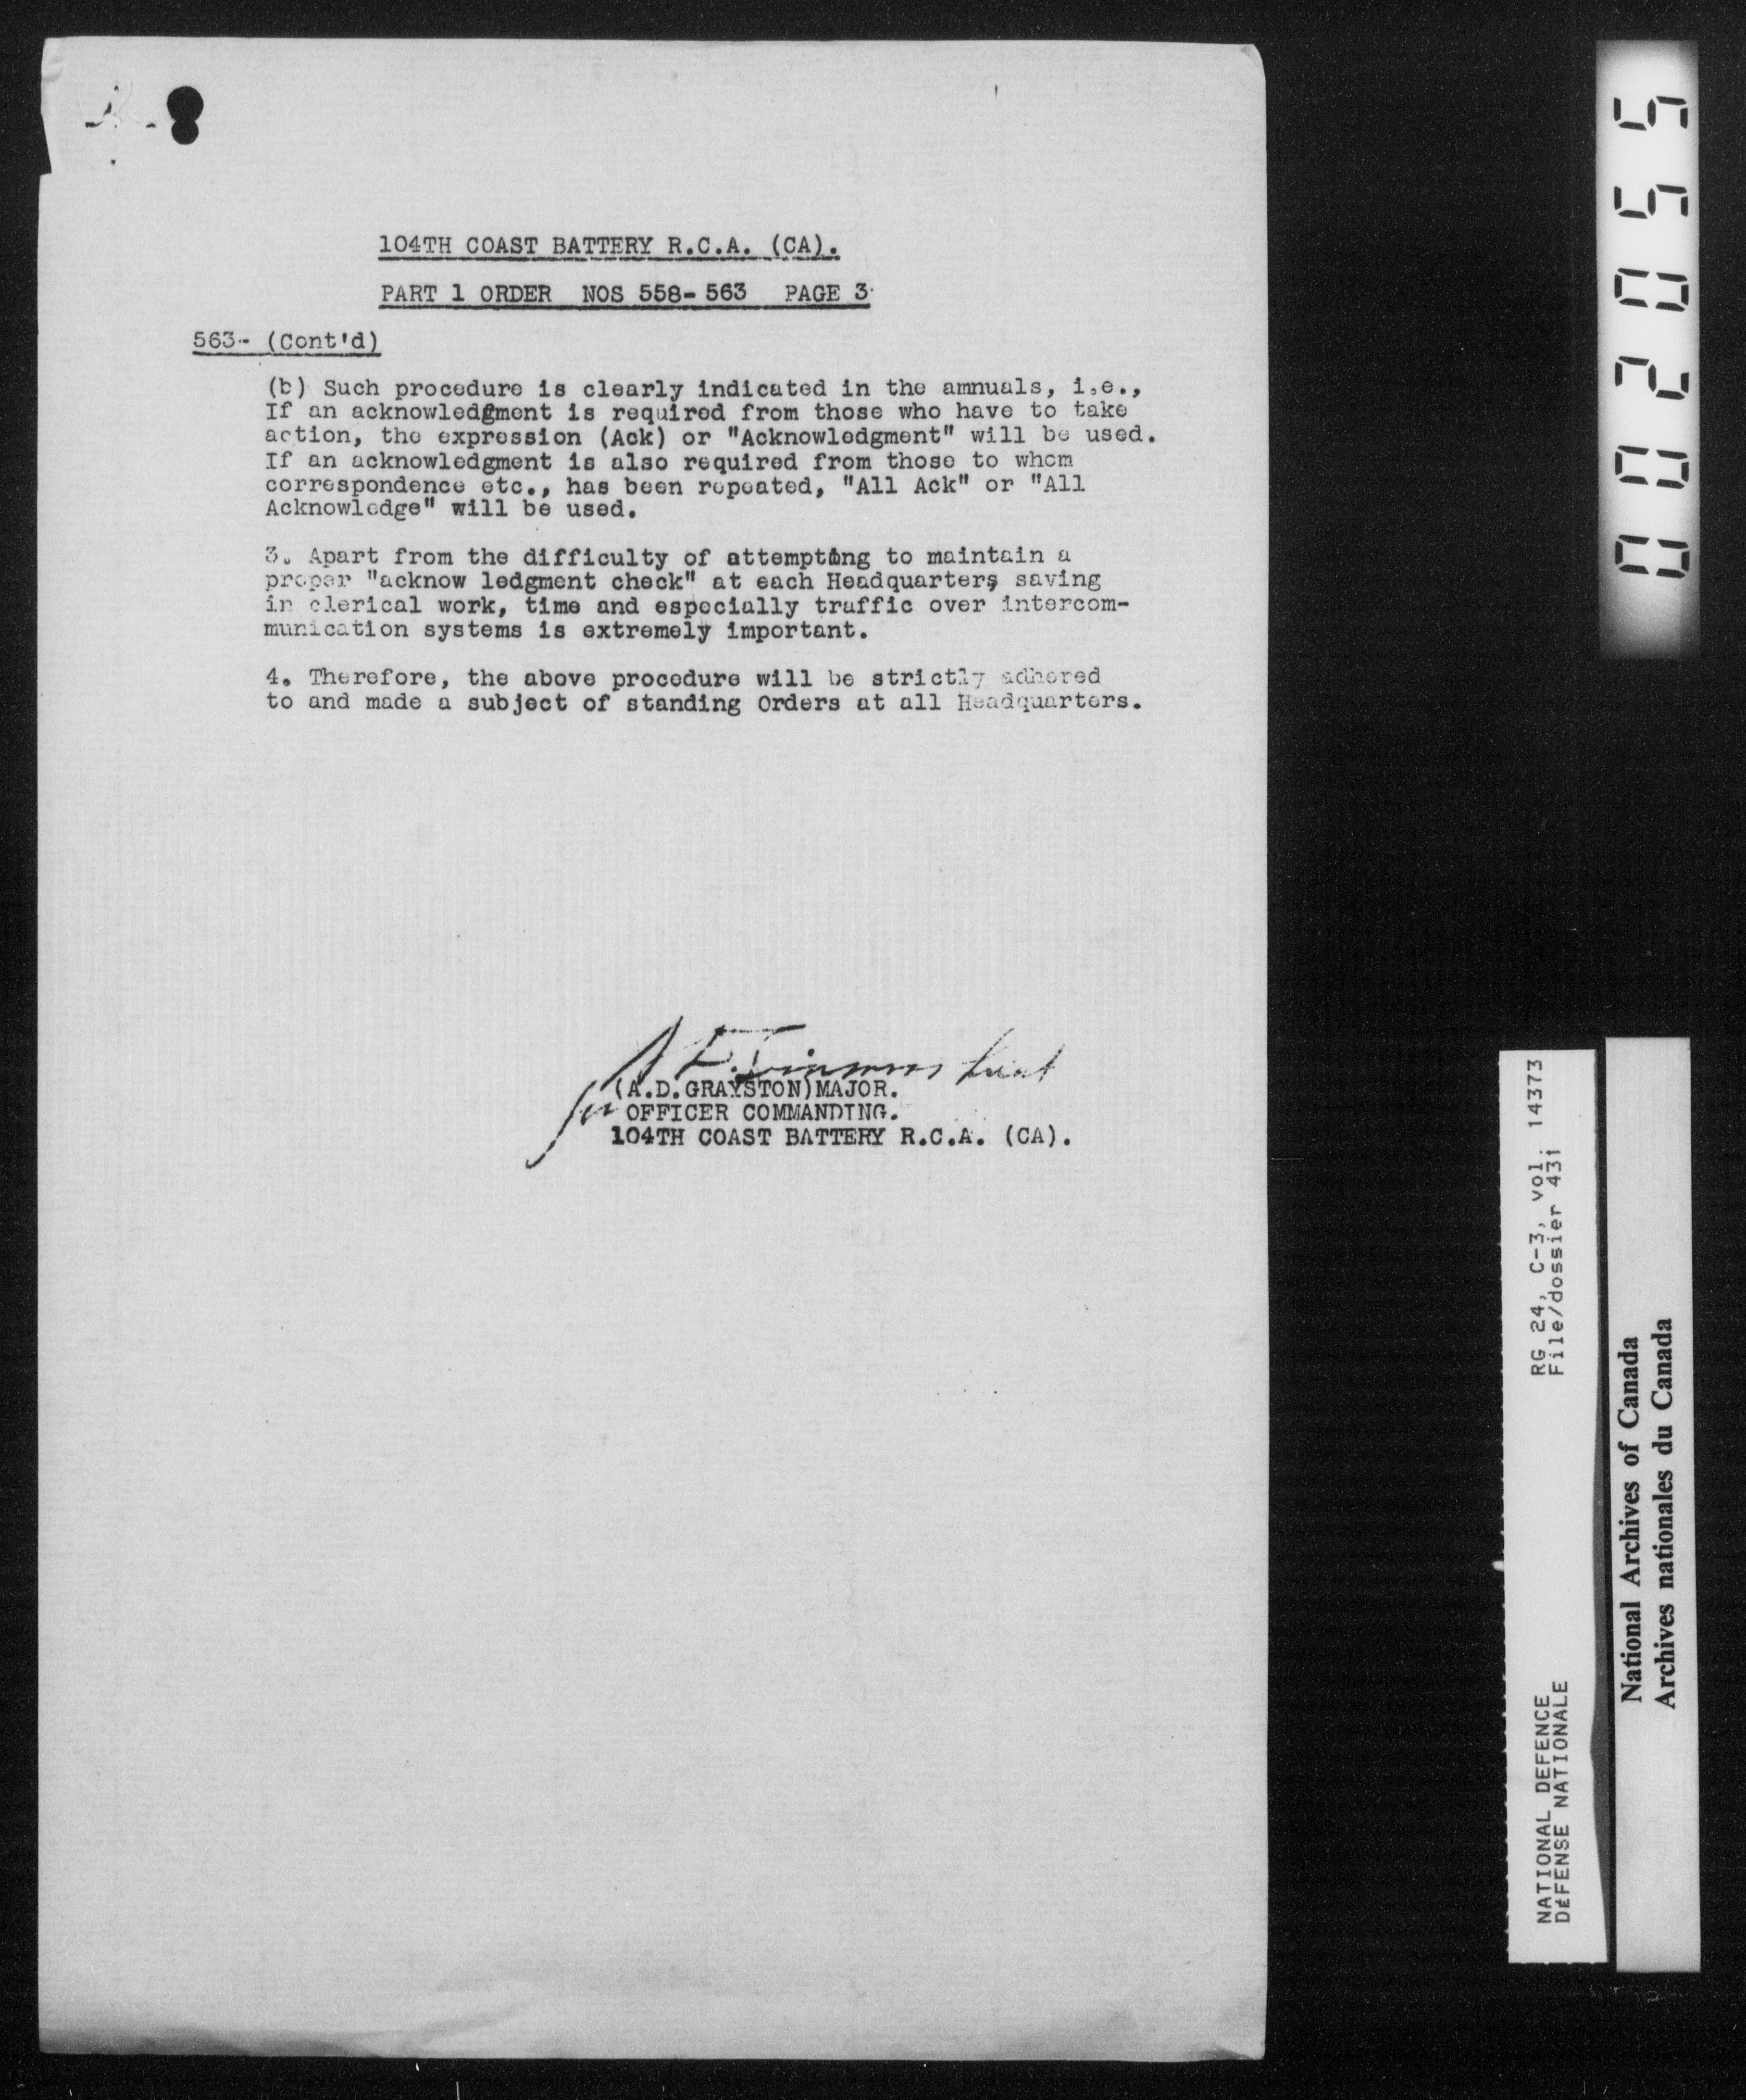 104TH COAST BATTERY R.C.A. (CA).
PART 1 ORDER NOS 558-563 PAGE 3
563- (Cont'd)
(b) Such procedure is clearly indicated in the amnuals, i.e.,
If an acknowledgment is required from those who have to take
action, the expression (Ack) or "Acknowledgment" will be used.
If an acknowledgment is also required from those to whom
correspondence etc., has been repeated, "All Ack" or "All
Acknowledge" will be used.
3. Apart from the difficulty of attempting to maintain a
proper "acknow ledgment check" at each Headquarters saving
in clerical work, time and especially traffic over intercom-
munication systems is extremely important.
4. Therefore, the above procedure will be strictly adhered
to and made a subject of standing Orders at all Headquarters.
Lieut
(A.D.GRAYSTON)MAJOR.
for OFFICER COMMANDING.
104TH COAST BATTERY R.C.A. (CA).
002055
RG 24, C-3, vol. 14373
File/dossier 431
NATIONAL DEFENCE
DÉFENSE NATIONALE
National Archives of Canada
Archives nationales du Canada